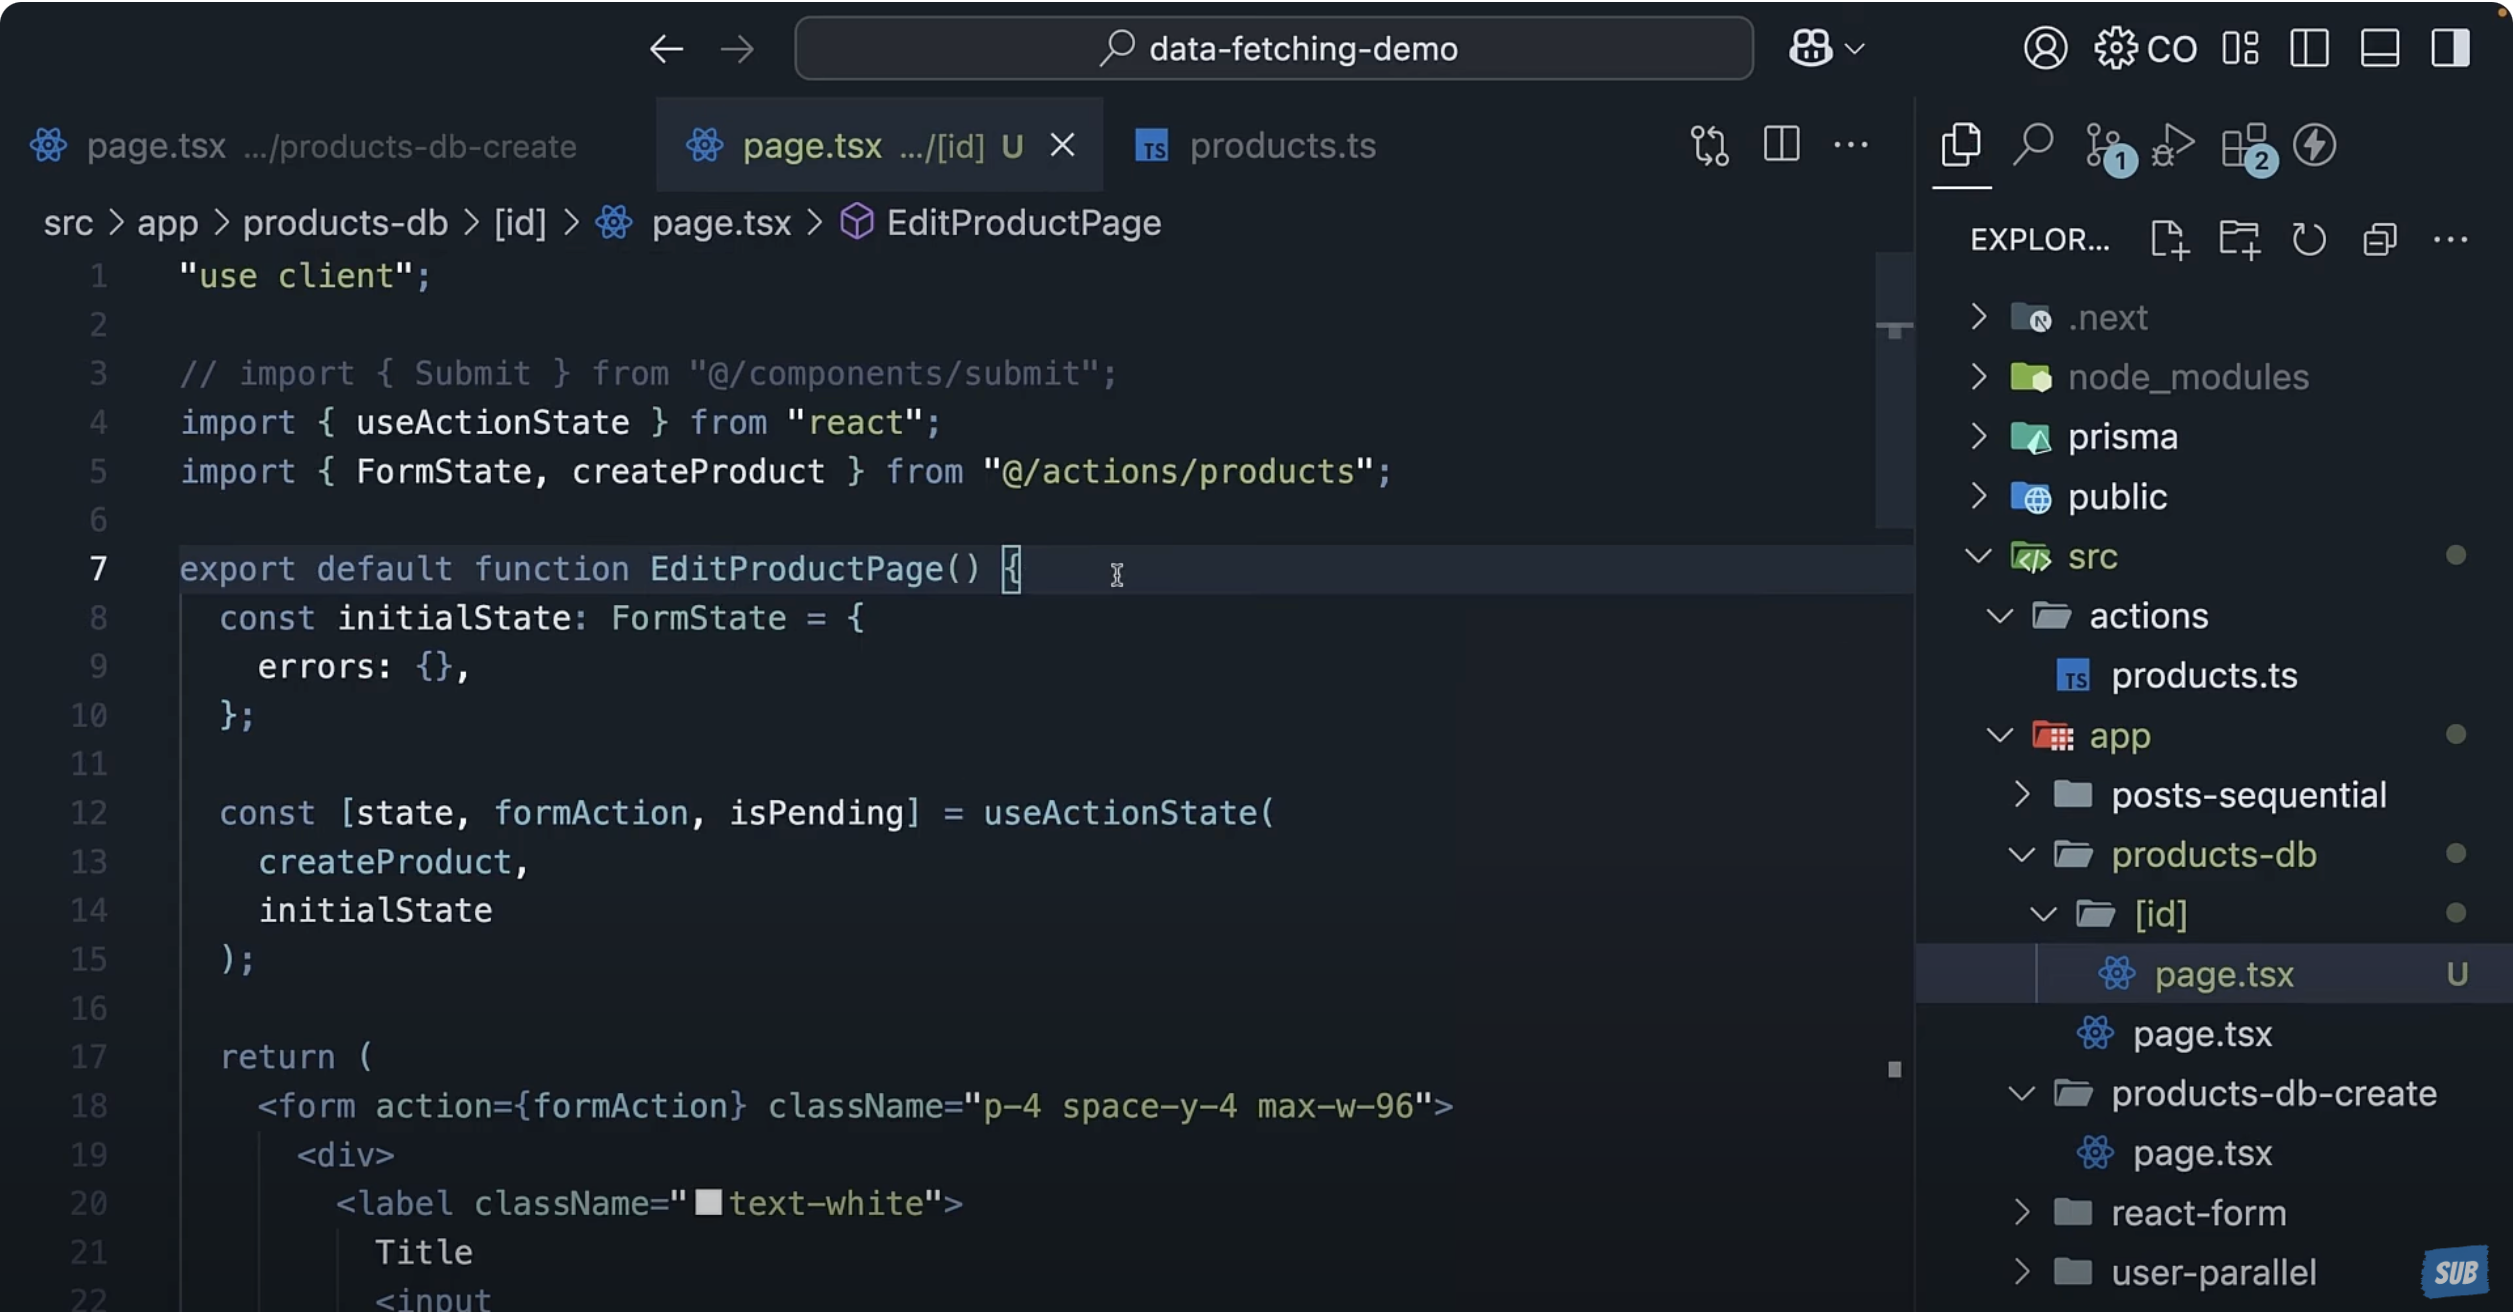 data-fetching-demo
CO
page.tsx .../products-db-create
page.tsx .../[id] U
TS products.ts
1
2
src > app > products-db > [id] > page.tsx > EditProductPage
EXPLOR...
1 "use client";
2
3 // import { Submit } from "@/components/submit";
4 import { useActionState } from "react";
5 import { FormState, createProduct } from "@/actions/products";
6
7 export default function EditProductPage() {
8 const initialState: FormState = {
9 errors: {},
10 };
11
12 const [state, formAction, isPending] = useActionState(
13 createProduct,
14 initialState
15 );
16
17 return (
18 <form action={formAction} className="p-4 space-y-4 max-w-96">
19 <div>
20 <label className="text-white">
21 Title
22 <input
.next
node_modules
prisma
public
src
actions
TS products.ts
app
posts-sequential
products-db
[id]
page.tsx U
page.tsx
products-db-create
page.tsx
react-form
user-parallel
SUB